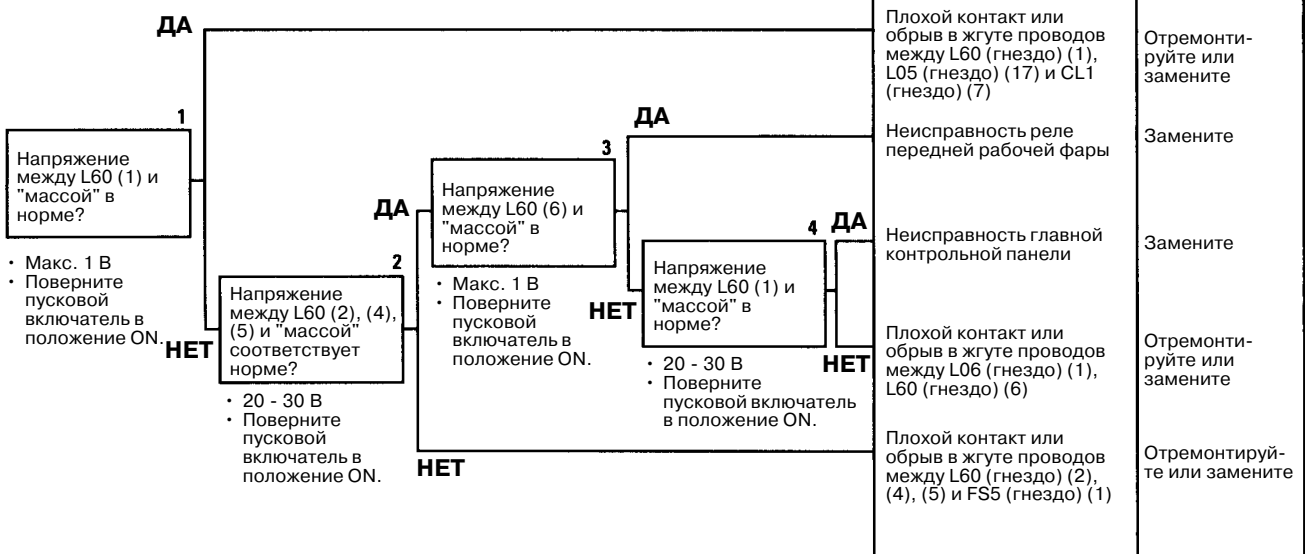 ДА
1
Напряжение
между L60 (1) и
"массой" в
норме?
· Макс. 1 В
· Поверните
пусковой
включатель в
положение ON.
НЕТ
2
Напряжение
между L60 (2), (4),
(5) и "массой"
соответствует
норме?
· 20 - 30 В
· Поверните
пусковой
включатель в
положение ON.
ДА
3
Напряжение
между L60 (6) и
"массой" в
норме?
· Макс. 1 В
· Поверните
пусковой
включатель в
положение ON.
НЕТ
ДА
НЕТ
4
Напряжение
между L60 (1) и
"массой" в
норме?
· 20 - 30 В
· Поверните
пусковой включатель
в положение ON.
ДА
НЕТ
Плохой контакт или
обрыв в жгуте проводов
между L60 (гнездо) (1),
L05 (гнездо) (17) и CL1
(гнездо) (7)
Отремонти-
руйте или
замените
Неисправность реле
передней рабочей фары
Замените
Неисправность главной
контрольной панели
Замените
Плохой контакт или
обрыв в жгуте проводов
между L06 (гнездо) (1),
L60 (гнездо) (6)
Отремонти-
руйте или
замените
Плохой контакт или
обрыв в жгуте проводов
между L60 (гнездо) (2),
(4), (5) и FS5 (гнездо) (1)
Отремонтируй-
те или замените